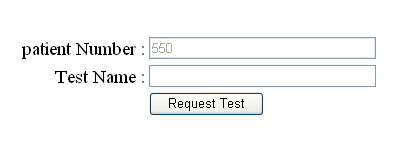 patient Number : 550
Test Name :
Request Test